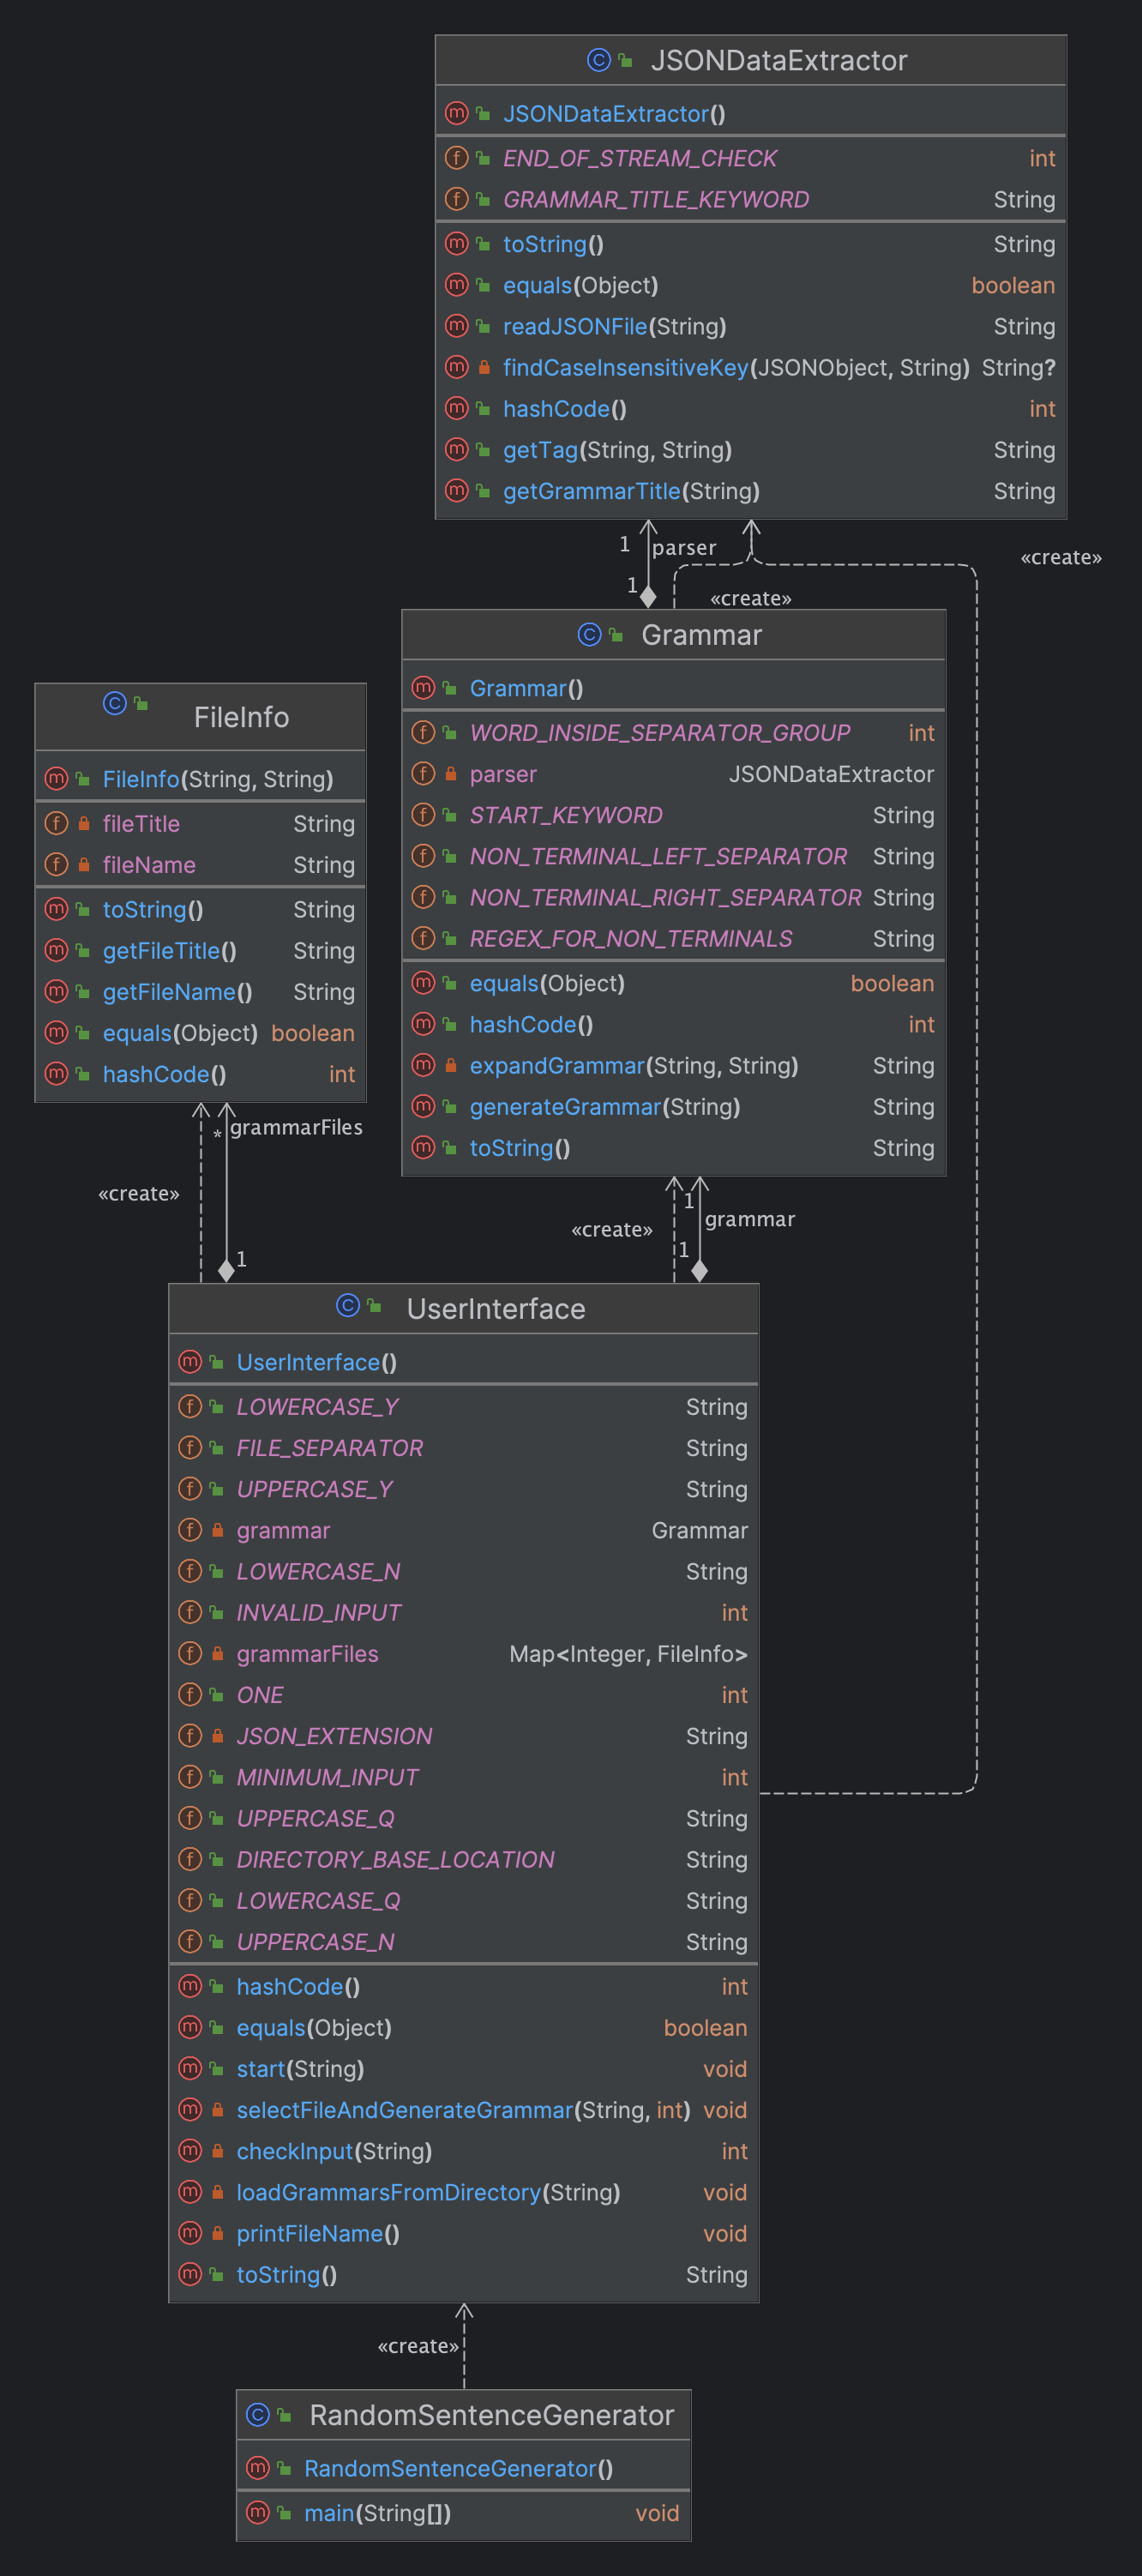 JSONDataExtractor
JSONDataExtractor()
END_OF_STREAM_CHECK int
GRAMMAR_TITLE_KEYWORD String
toString() String
equals(Object) boolean
readJSONFile(String) String
findCaseInsensitiveKey(JSONObject, String) String?
hashCode() int
getTag(String, String) String
getGrammarTitle(String) String
1 parser
«create»
1
«create»
Grammar
Grammar()
WORD_INSIDE_SEPARATOR_GROUP int
parser JSONDataExtractor
START_KEYWORD String
NON_TERMINAL_LEFT_SEPARATOR String
NON_TERMINAL_RIGHT_SEPARATOR String
REGEX_FOR_NON_TERMINALS String
equals(Object) boolean
hashCode() int
expandGrammar(String, String) String
generateGrammar(String) String
toString() String
FileInfo
FileInfo(String, String)
fileTitle String
fileName String
toString() String
getFileTitle() String
getFileName() String
equals(Object) boolean
hashCode() int
* grammarFiles
«create»
1
1
grammar
«create»
1
UserInterface
UserInterface()
LOWERCASE_Y String
FILE_SEPARATOR String
UPPERCASE_Y String
grammar Grammar
LOWERCASE_N String
INVALID_INPUT int
grammarFiles Map<Integer, FileInfo>
ONE int
JSON_EXTENSION String
MINIMUM_INPUT int
UPPERCASE_Q String
DIRECTORY_BASE_LOCATION String
LOWERCASE_Q String
UPPERCASE_N String
hashCode() int
equals(Object) boolean
start(String) void
selectFileAndGenerateGrammar(String, int) void
checkInput(String) int
loadGrammarsFromDirectory(String) void
printFileName() void
toString() String
«create»
RandomSentenceGenerator
RandomSentenceGenerator()
main(String[]) void